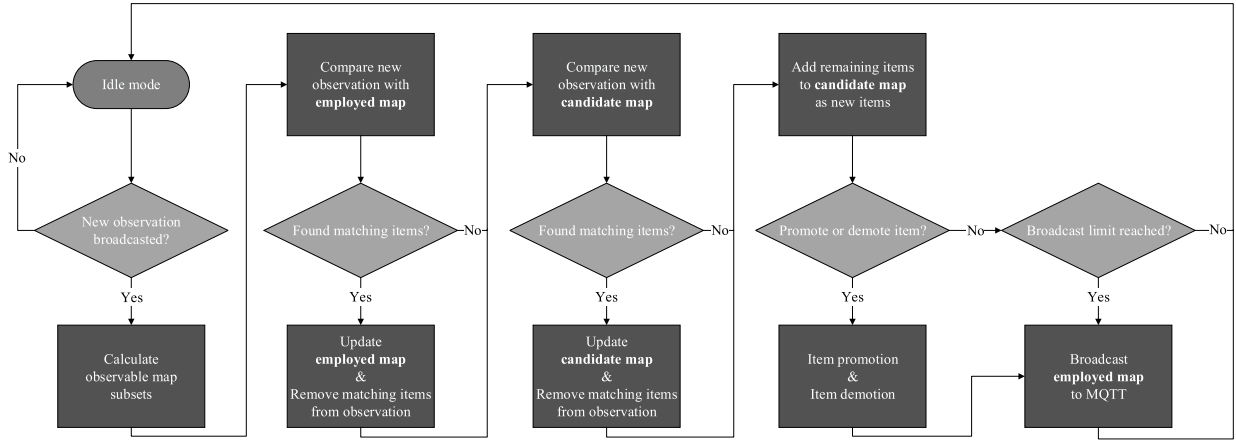 Idle mode
No
New observation
broadcasted?
Yes
Calculate
observable map
subsets
Compare new
observation with
employed map
Found matching items?
No
Yes
Update
employed map
&
Remove matching items
from observation
Compare new
observation with
candidate map
Found matching items?
No
Yes
Update
candidate map
&
Remove matching items
from observation
Add remaining items
to candidate map
as new items
Promote or demote item?
No
Yes
Item promotion
&
Item demotion
Broadcast limit reached?
No
Yes
Broadcast
employed map
to MQTT